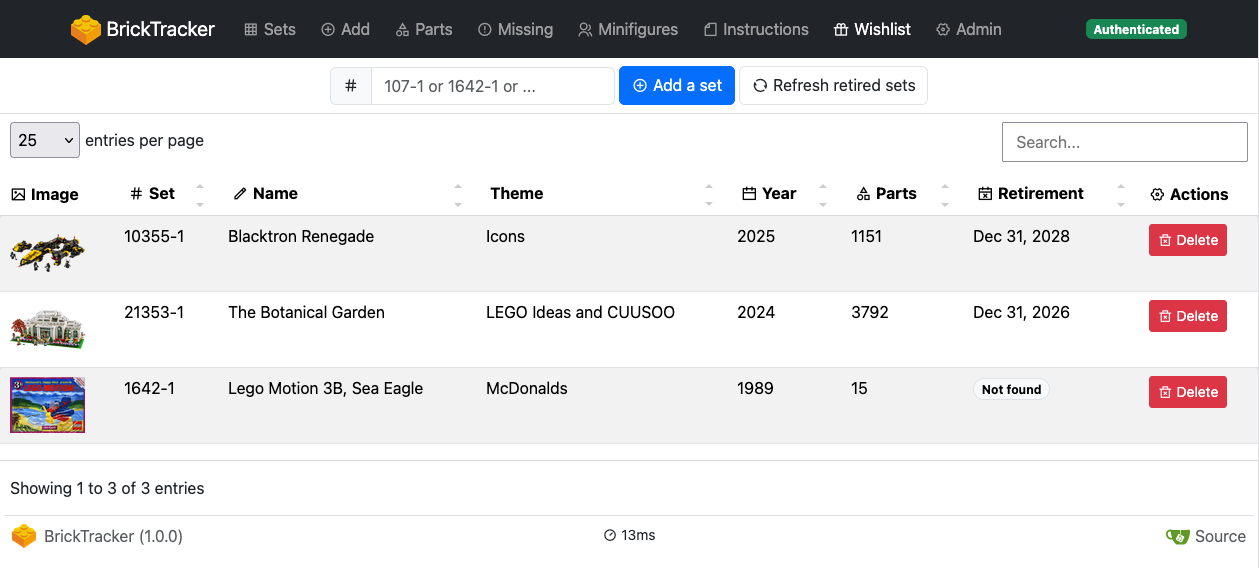 BrickTracker Sets Add Parts Missing Minifigures Instructions Wishlist Admin Authenticated
# 107-1 or 1642-1 or ... Add a set Refresh retired sets
25 entries per page Search...
Image # Set Name Theme Year Parts Retirement Actions
10355-1 Blacktron Renegade Icons 2025 1151 Dec 31, 2028 Delete
21353-1 The Botanical Garden LEGO Ideas and CUUSOO 2024 3792 Dec 31, 2026 Delete
1642-1 Lego Motion 3B, Sea Eagle McDonalds 1989 15 Not found Delete
Showing 1 to 3 of 3 entries
BrickTracker (1.0.0) 13ms Source